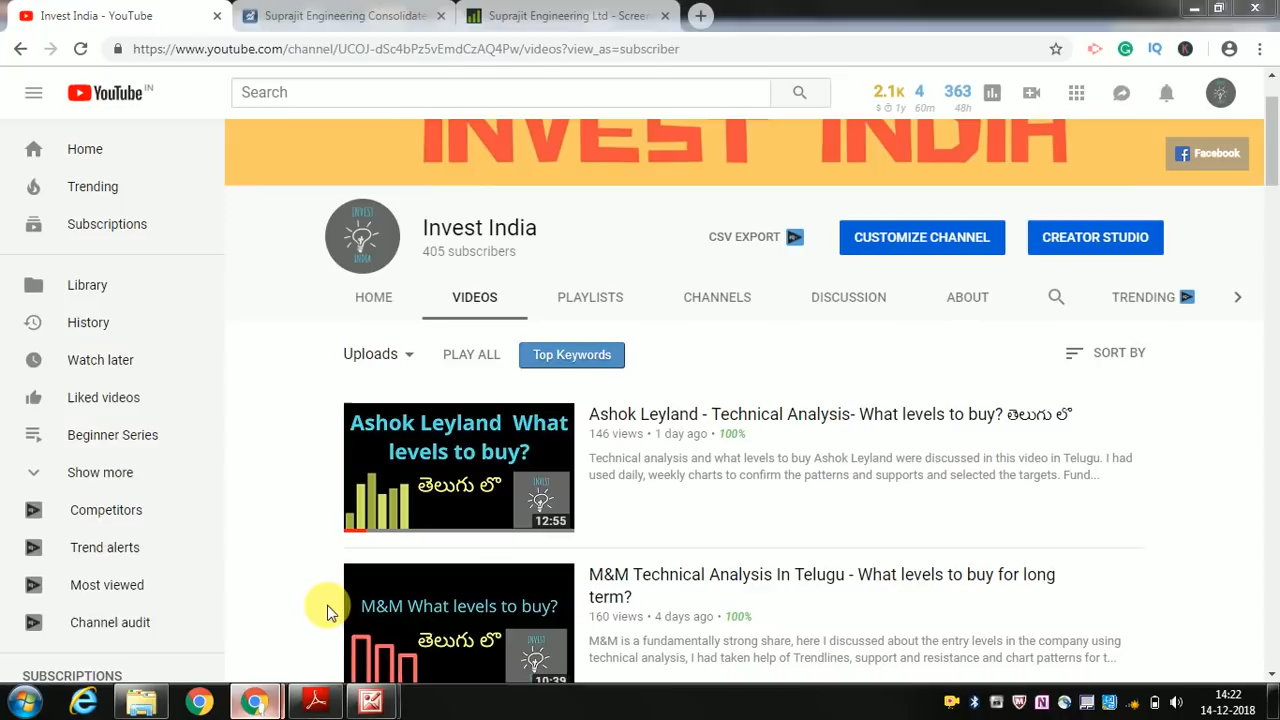 Invest India - YouTube
Suprajit Engineering Consolidate
Suprajit Engineering Ltd - Scree
https://www.youtube.com/channel/UCOJ-dSc4bPz5vEmdCzAQ4Pw/videos?view_as=subscriber
IQ
K
YouTube IN
Search
2.1K 4 363
$ 1y 60m 48h
INVEST INDIA
Facebook
Home
Trending
Subscriptions
Library
History
Watch later
Liked videos
Beginner Series
Show more
Competitors
Trend alerts
Most viewed
Channel audit
SUBSCRIPTIONS
INVEST
INDIA
Invest India
405 subscribers
CSV EXPORT
CUSTOMIZE CHANNEL
CREATOR STUDIO
HOME
VIDEOS
PLAYLISTS
CHANNELS
DISCUSSION
ABOUT
TRENDING
Uploads
PLAY ALL
Top Keywords
SORT BY
Ashok Leyland What
levels to buy?
తెలుగు లొ
INVEST
12:55
Ashok Leyland - Technical Analysis- What levels to buy? తెలుగు లొ
146 views • 1 day ago • 100%
Technical analysis and what levels to buy Ashok Leyland were discussed in this video in Telugu. I had
used daily, weekly charts to confirm the patterns and supports and selected the targets. Fund...
M&M What levels to buy?
తెలుగు లొ
INVEST
10:39
M&M Technical Analysis In Telugu - What levels to buy for long
term?
160 views • 4 days ago • 100%
M&M is a fundamentally strong share, here I discussed about the entry levels in the company using
technical analysis, I had taken help of Trendlines, support and resistance and chart patterns for t...
14:22
14-12-2018